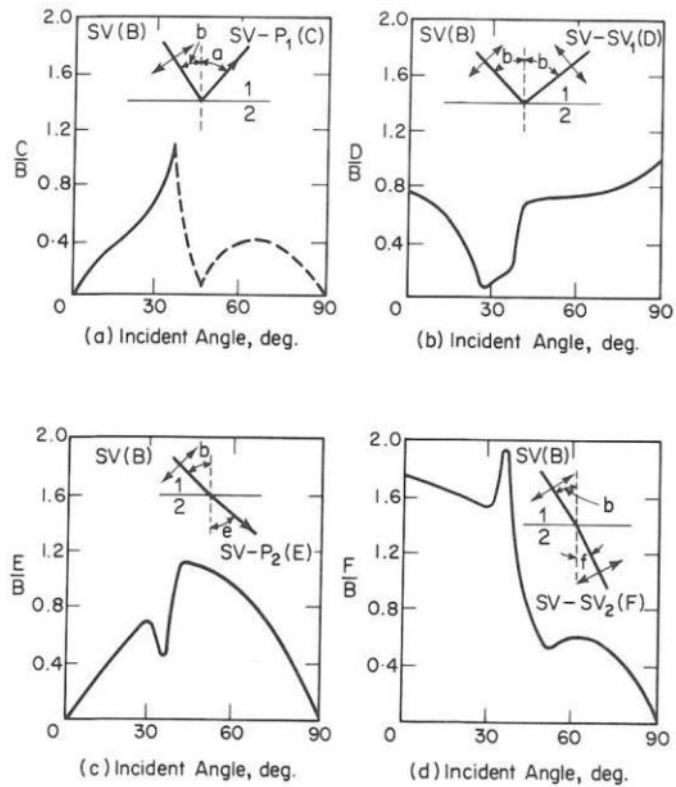 2.0
1.6
1.2
0.8
0.4
0
30
60
90
C/B
SV(B)
b
SV-P₁(C)
a
1
2
(a) Incident Angle, deg.
2.0
1.6
1.2
0.8
0.4
0
30
60
90
D/B
SV(B)
b
b
SV-SV₁(D)
1
2
(b) Incident Angle, deg.
2.0
1.6
1.2
0.8
0.4
0
30
60
90
E/B
SV(B)
b
1
2
e
SV-P₂(E)
(c) Incident Angle, deg.
2.0
1.6
1.2
0.8
0.4
0
30
60
90
F/B
SV(B)
b
1
2
f
SV-SV₂(F)
(d) Incident Angle, deg.